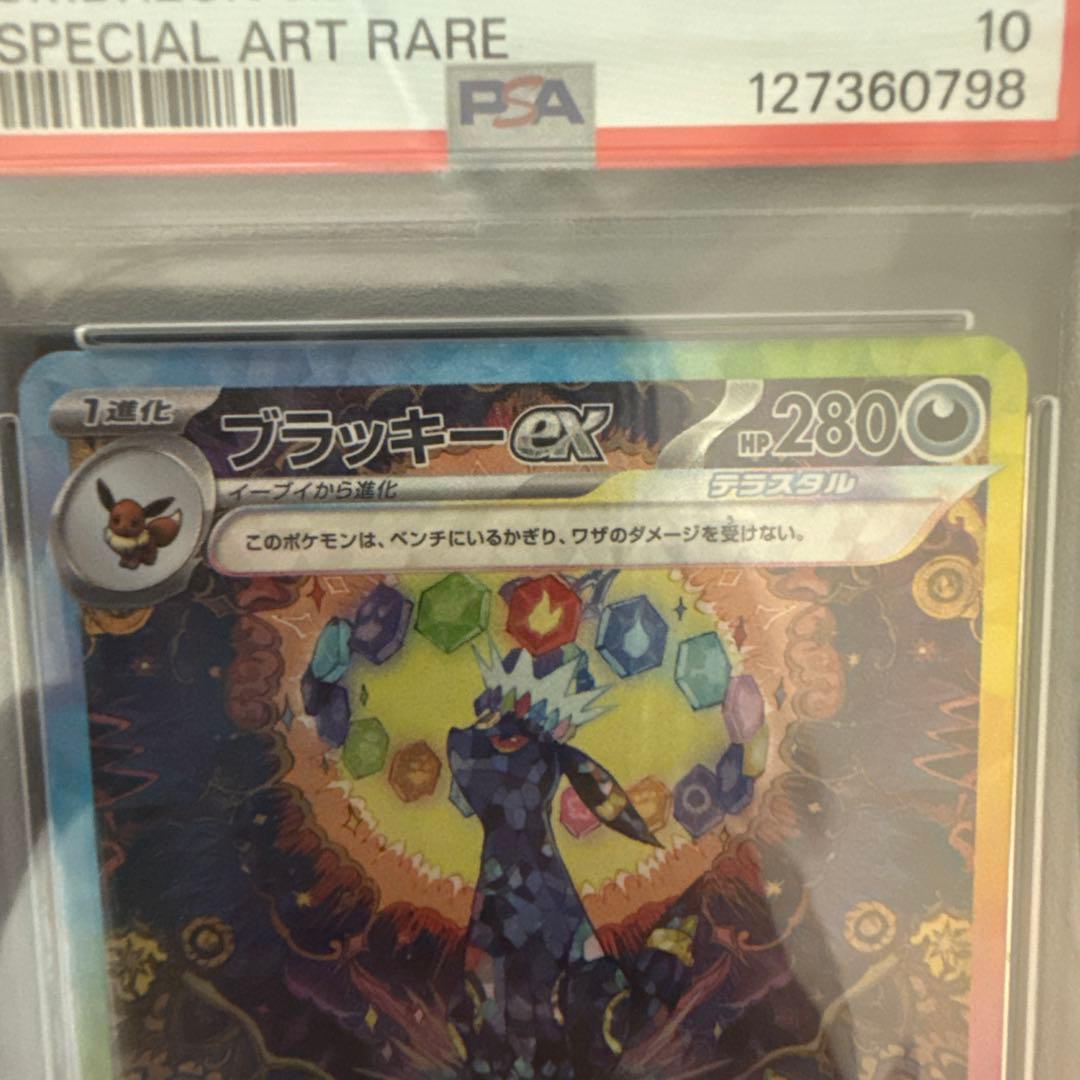 SPECIAL ART RARE
10
PSA
127360798
1進化
ブラッキーex
HP280
イーブイから進化
テラスタル
このポケモンは、ベンチにいるかぎり、ワザのダメージを受けない。